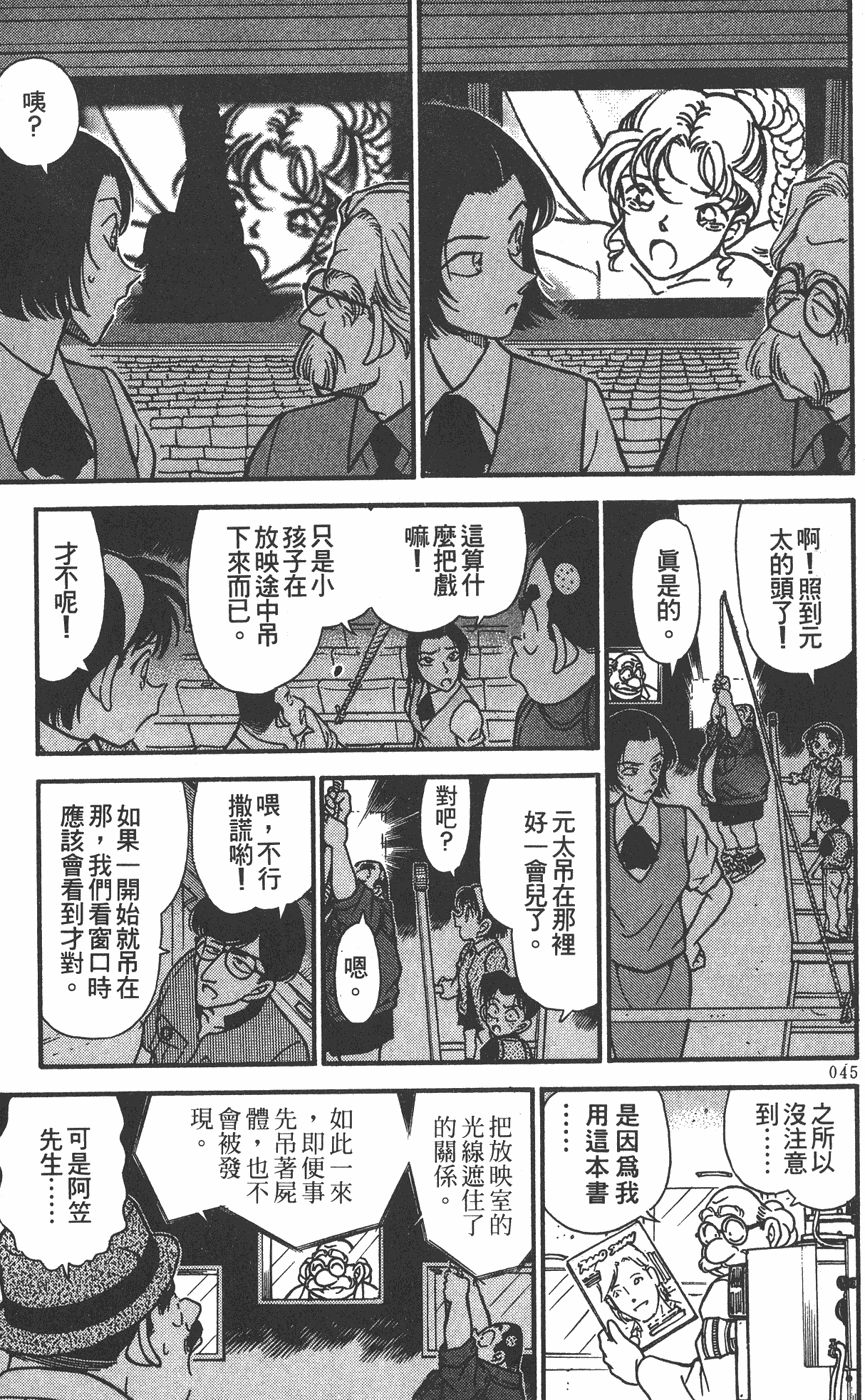 咦？
啊！照到元
太的頭了！
眞是的。
這算什
麼把戲
嘛！
只是小
孩子在
放映途中吊
下來而已。
才不呢！
元太吊在那裡
好一會兒了。
對吧？
嗯。
喂，不行
撒謊喲！
如果一開始就吊在
那，我們看窗口時
應該會看到才對。
045
之所以
沒注意
到……
是因爲我
用這本書
……
把放映室的
光線遮住了
的關係。
如此一來
，即便事
先吊著屍
體，也不
會被發
現。
可是阿笠
先生……